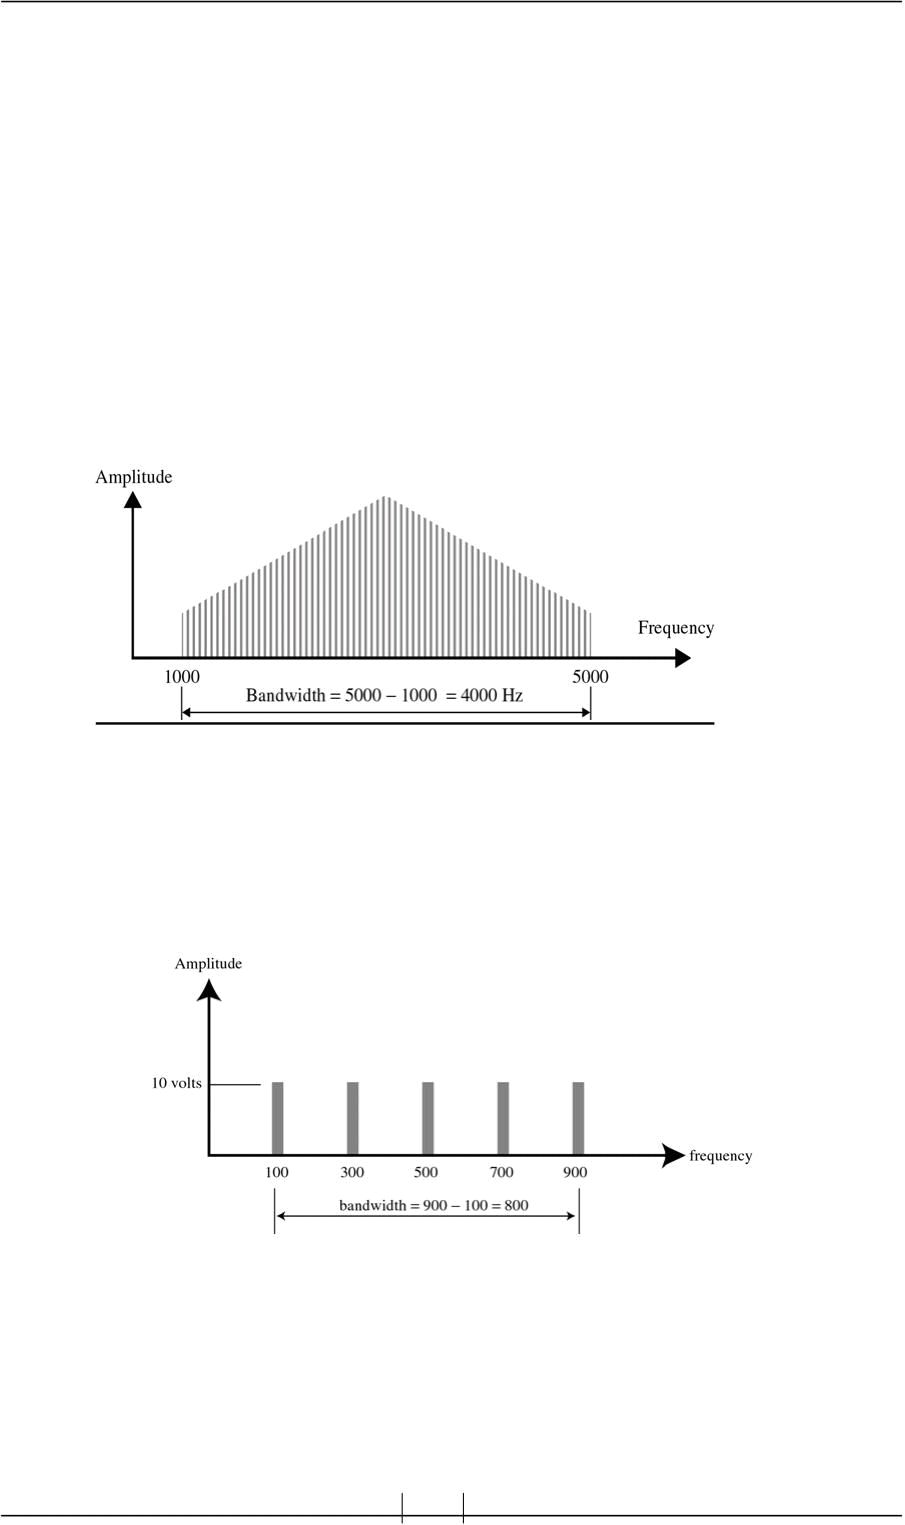 Amplitude
Frequency
1000 5000
Bandwidth = 5000 – 1000 = 4000 Hz
Amplitude
10 volts
frequency
100 300 500 700 900
bandwidth = 900 – 100 = 800